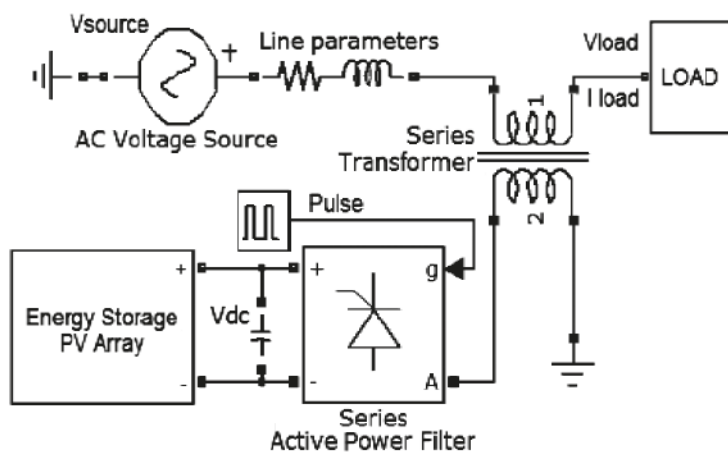 Vsource
+
Line parameters
AC Voltage Source
Vload
I load
LOAD
1
Series
Transformer
2
Pulse
Energy Storage
PV Array
+
-
Vdc
+
-
g
A
Series
Active Power Filter